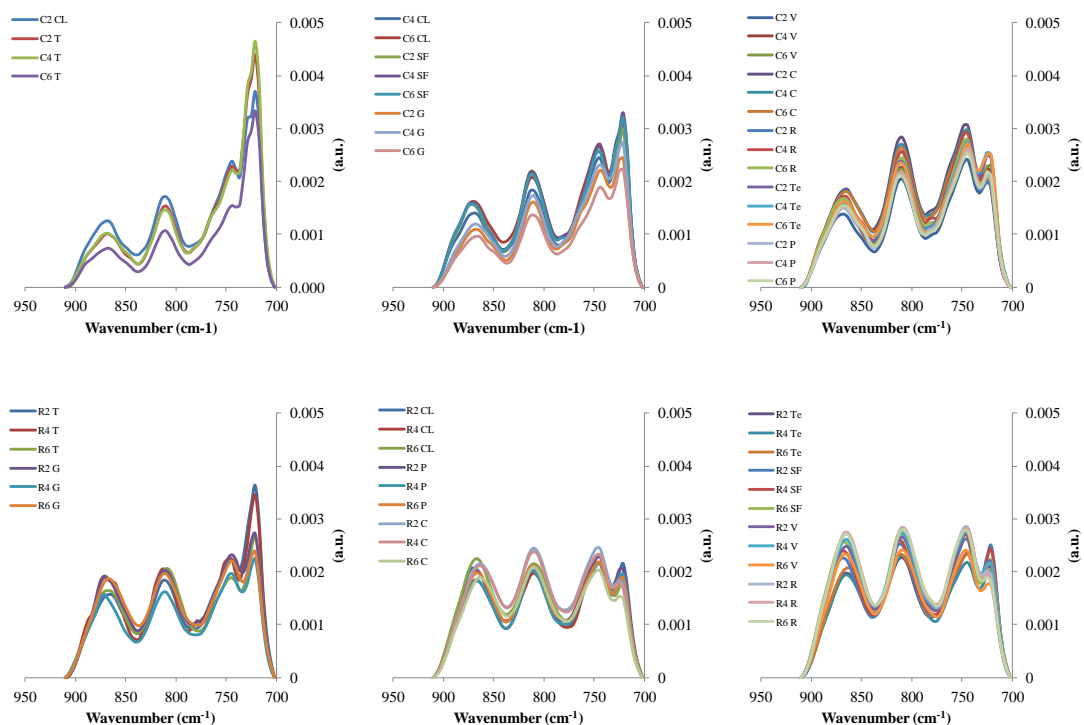 C2 CL
C2 T
C4 T
C6 T
0.005
0.004
0.003
0.002
0.001
0.000
(a.u.)
950 900 850 800 750 700
Wavenumber (cm-1)
C4 CL
C6 CL
C2 SF
C4 SF
C6 SF
C2 G
C4 G
C6 G
0.005
0.004
0.003
0.002
0.001
0
(a.u.)
950 900 850 800 750 700
Wavenumber (cm-1)
C2 V
C4 V
C6 V
C2 C
C4 C
C6 C
C2 R
C4 R
C6 R
C2 Te
C4 Te
C6 Te
C2 P
C4 P
C6 P
0.005
0.004
0.003
0.002
0.001
0
(a.u.)
950 900 850 800 750 700
Wavenumber (cm-1)
R2 T
R4 T
R6 T
R2 G
R4 G
R6 G
0.005
0.004
0.003
0.002
0.001
0
(a.u.)
950 900 850 800 750 700
Wavenumber (cm-1)
R2 CL
R4 CL
R6 CL
R2 P
R4 P
R6 P
R2 C
R4 C
R6 C
0.005
0.004
0.003
0.002
0.001
0
(a.u.)
950 900 850 800 750 700
Wavenumber (cm-1)
R2 Te
R4 Te
R6 Te
R2 SF
R4 SF
R6 SF
R2 V
R4 V
R6 V
R2 R
R4 R
R6 R
0.005
0.004
0.003
0.002
0.001
0
(a.u.)
950 900 850 800 750 700
Wavenumber (cm-1)